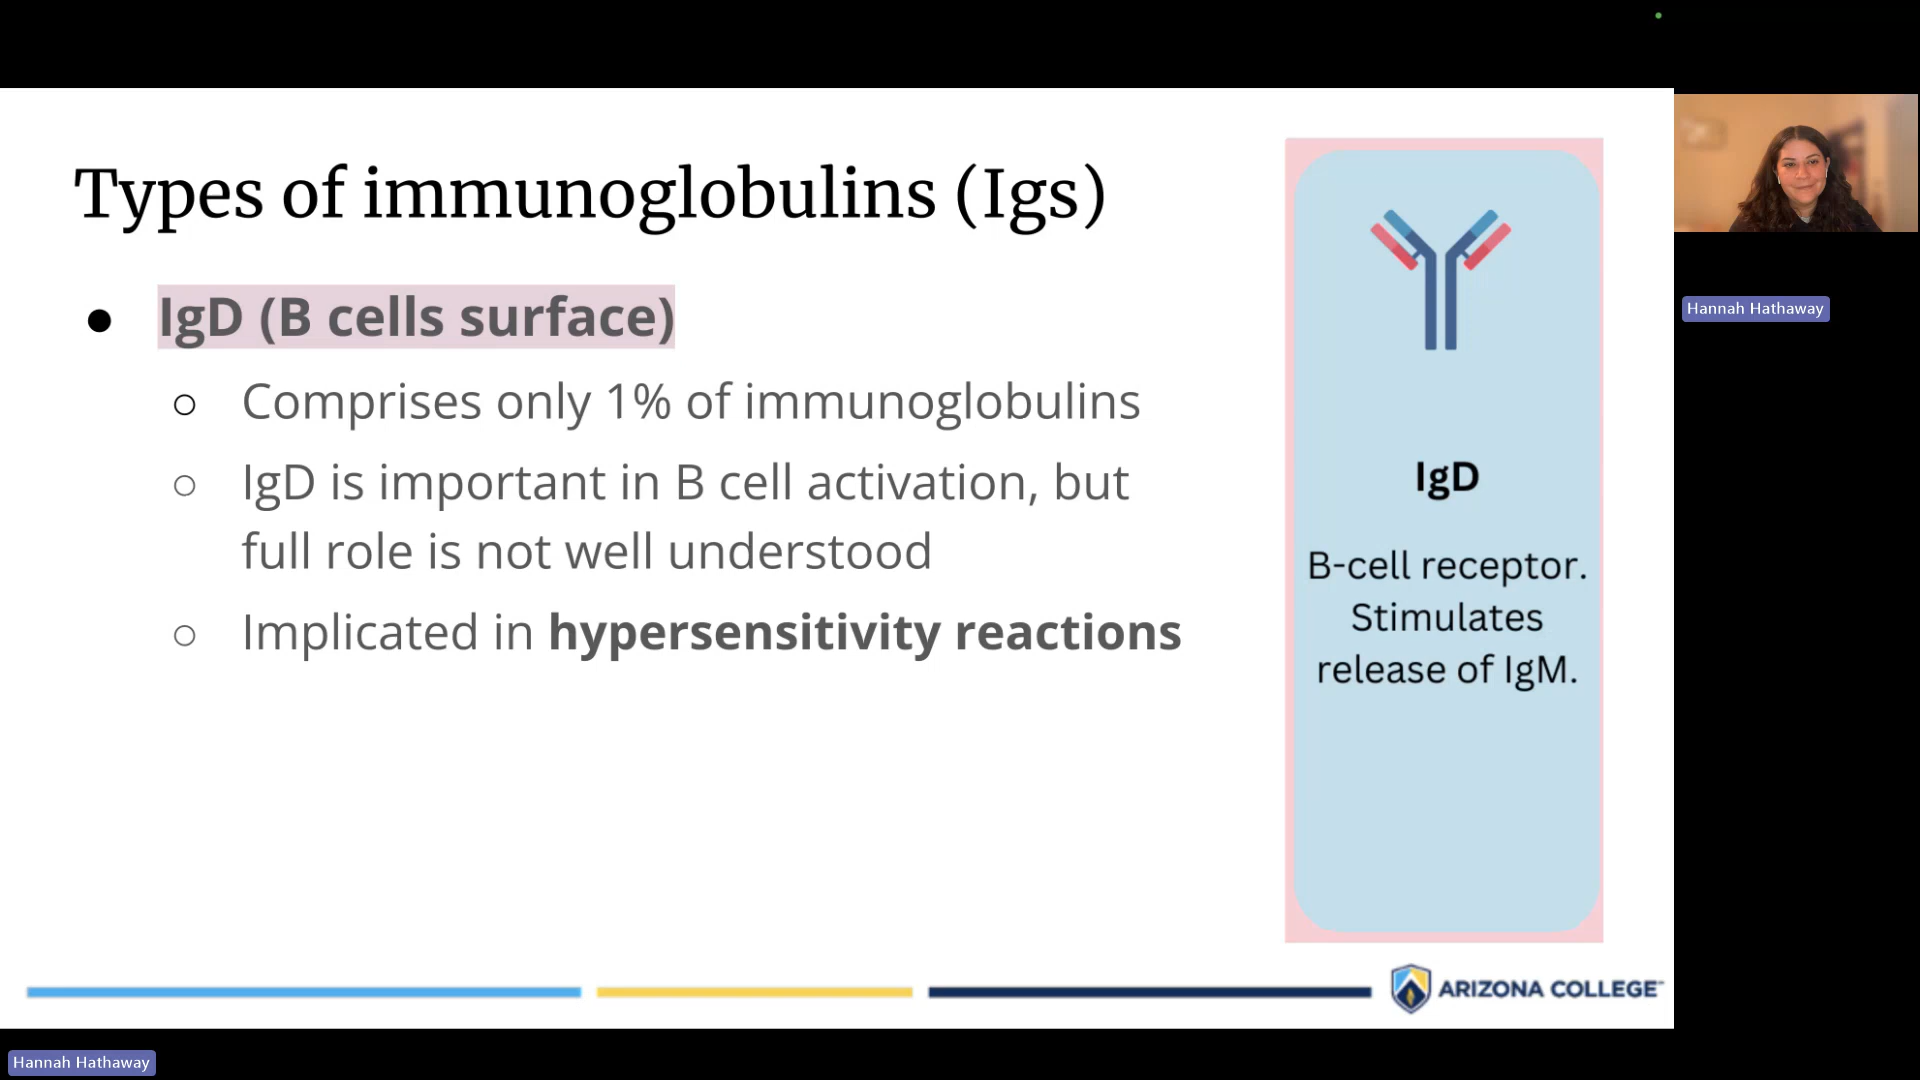 Types of immunoglobulins (Igs)
● IgD (B cells surface)
○ Comprises only 1% of immunoglobulins
○ IgD is important in B cell activation, but
full role is not well understood
○ Implicated in hypersensitivity reactions
IgD
B-cell receptor.
Stimulates
release of IgM.
ARIZONA COLLEGE™
Hannah Hathaway
Hannah Hathaway